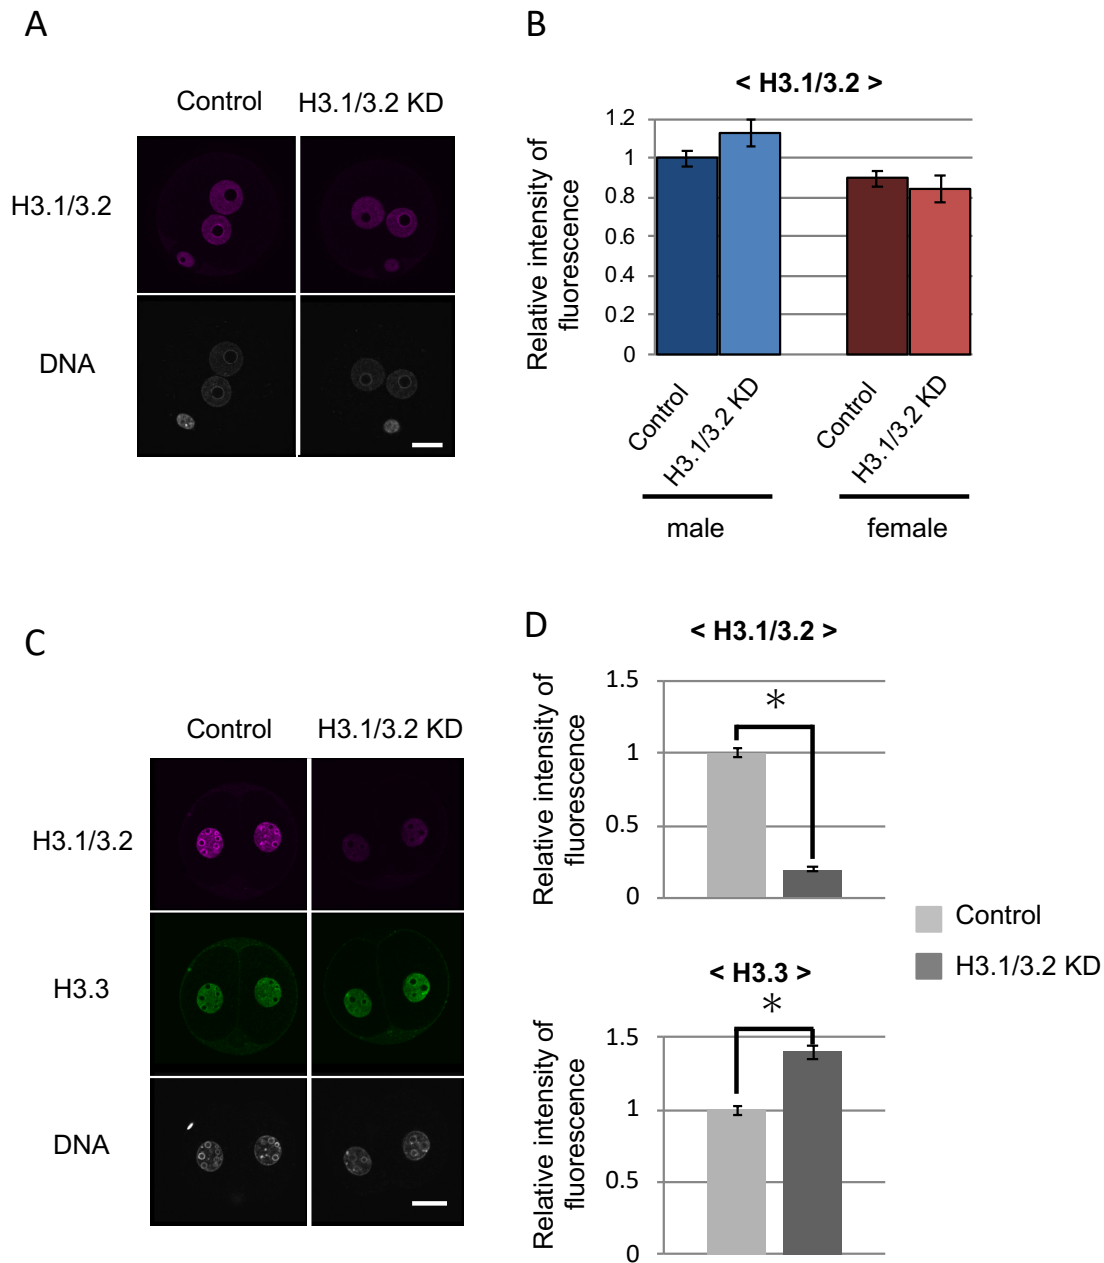 A
Control H3.1/3.2 KD
H3.1/3.2
DNA
B
< H3.1/3.2 >
Relative intensity of
fluorescence
1.2
1
0.8
0.6
0.4
0.2
0
Control
H3.1/3.2 KD
Control
H3.1/3.2 KD
male
female
C
Control H3.1/3.2 KD
H3.1/3.2
H3.3
DNA
D
< H3.1/3.2 >
Relative intensity of
fluorescence
1.5
1
0.5
0
*
Control
H3.1/3.2 KD
< H3.3 >
Relative intensity of
fluorescence
1.5
1
0.5
0
*